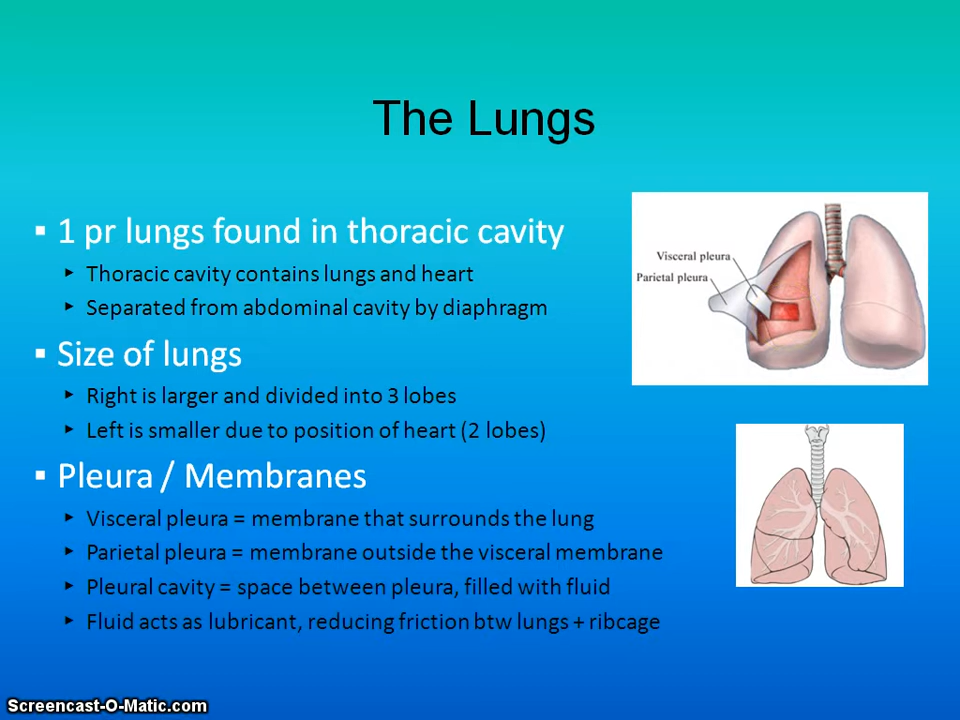 The Lungs
▪ 1 pr lungs found in thoracic cavity
‣ Thoracic cavity contains lungs and heart
‣ Separated from abdominal cavity by diaphragm
▪ Size of lungs
‣ Right is larger and divided into 3 lobes
‣ Left is smaller due to position of heart (2 lobes)
▪ Pleura / Membranes
‣ Visceral pleura = membrane that surrounds the lung
‣ Parietal pleura = membrane outside the visceral membrane
‣ Pleural cavity = space between pleura, filled with fluid
‣ Fluid acts as lubricant, reducing friction btw lungs + ribcage
Visceral pleura
Parietal pleura
Screencast-O-Matic.com